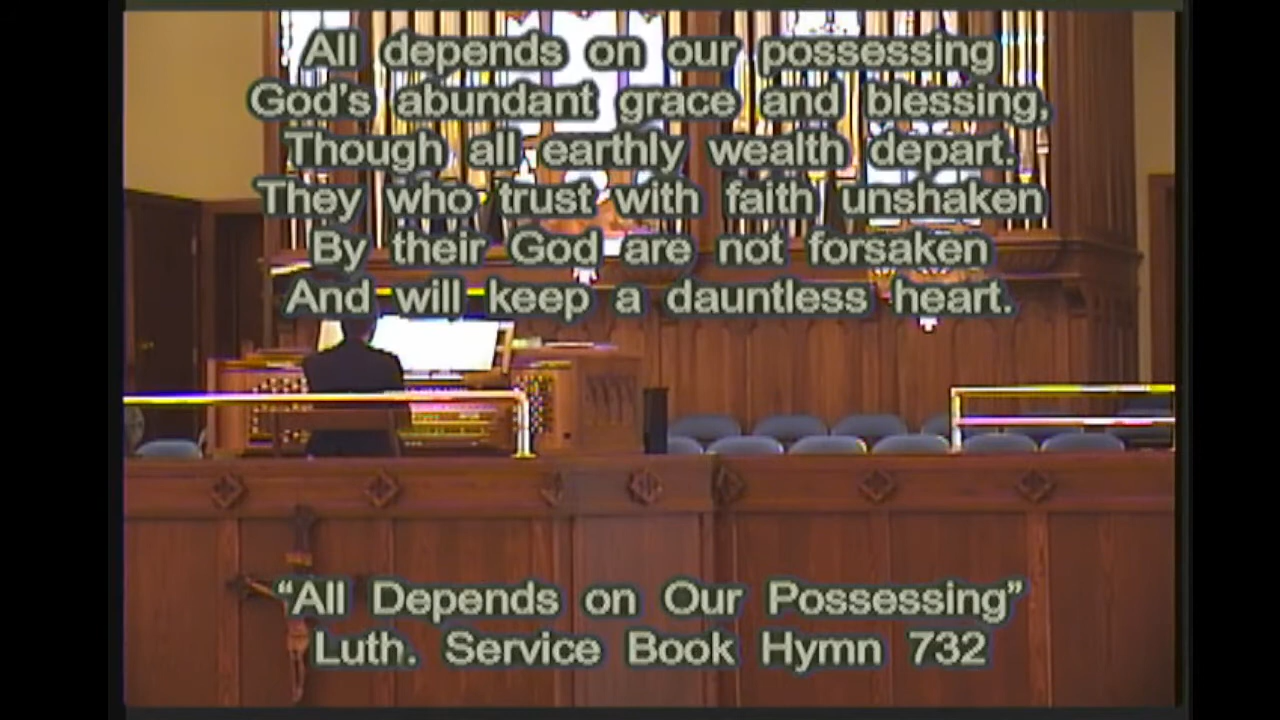 All depends on our possessing
God's abundant grace and blessing,
Though all earthly wealth depart.
They who trust with faith unshaken
By their God are not forsaken
And will keep a dauntless heart.
“All Depends on Our Possessing”
Luth. Service Book Hymn 732